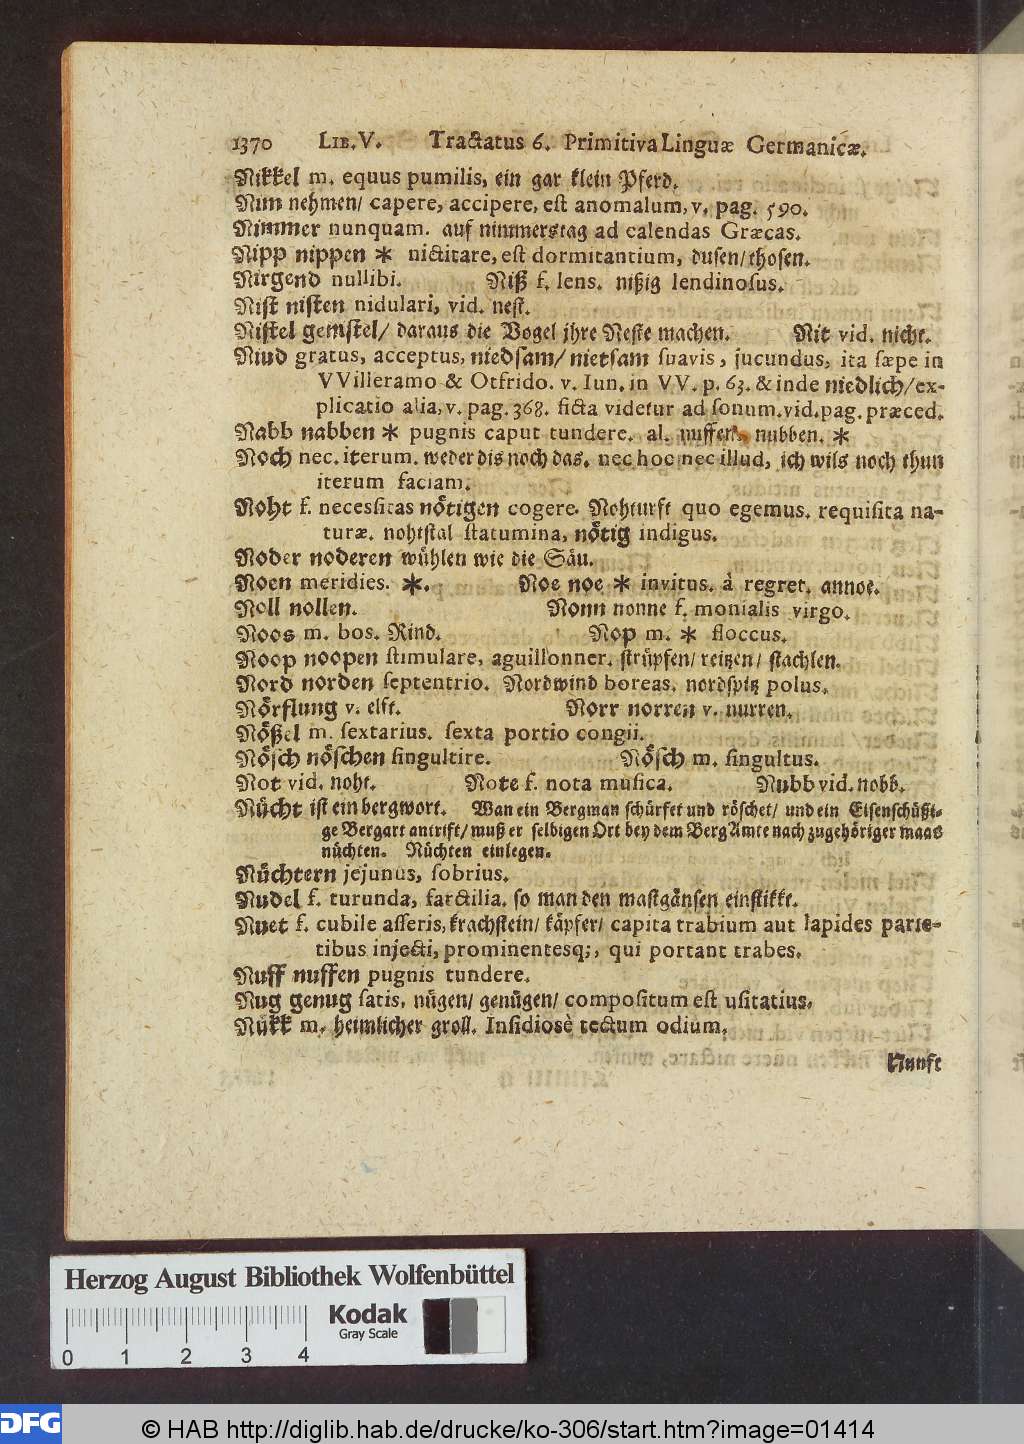 1370 LIB. V. Tractatus 6. Primitiva Linguæ Germanicæ.
Nikkel m. equus pumilis, ein gar klein Pferd.
Nim nehmen/ capere, accipere, est anomalum, v. pag. 590.
Nimmer nunquam. auf nimmerstag ad calendas Græcas.
Nipp nippen * nictitare, est dormitantium, dusen/ thosen.
Nirgend nullibi. Niß f. lens. nißig lendinosus.
Nist nisten nidulari, vid. nest.
Nistel genistel/ daraus die Vogel jhre Neste machen. Nit vid. nicht.
Niud gratus, acceptus, niedsam/ nietsam suavis, jucundus, ita sæpe in
VVilleramo & Otfrido. v. Iun. in VV. p. 63. & inde niedlich/ ex-
plicatio alia, v. pag. 368. ficta videtur ad sonum. vid. pag. præced.
Nabb nabben * pugnis caput tundere. al. nuffen, nubben. *
Noch nec. iterum. weder dis noch das. nec hoc nec illud, ich wils noch thun
iterum faciam.
Noht f. necessitas nötigen cogere. Nohturft quo egemus. requisita na-
turæ. nohtstal statumina, nötig indigus.
Noder noderen wühlen wie die Säu.
Noen meridies. *. Noe noe * invitus. à regret. annoe.
Noll nollen. Nonn nonne f. monialis virgo.
Noos m. bos. Rind. Nop m. * floccus.
Noop noopen stimulare, aguillonner. strüpfen/ reitzen/ stachlen.
Nord norden septentrio. Nordwind boreas. nordspitz polus.
Nörflung v. elft. Norr norren v. nurren.
Nößel m. sextarius. sexta portio congii.
Nösch nöschen singultire. Nösch m. singultus.
Not vid. noht. Note f. nota musica. Nubb vid. nobb.
Nücht ist ein bergwort. Wan ein Bergman schürfet und röschet/ und ein Eisenschüßi-
ge Bergart antrift/ muß er selbigen Ort bey dem BergAmte nach zugehöriger maas
nüchten. Nüchten einlegen.
Nüchtern jejunus, sobrius.
Nudel f. turunda, farctilia. so man den mastgänsen einstikkt.
Nuet f. cubile asseris, krachstein/ käpfer/ capita trabium aut lapides parie-
tibus injecti, prominentesq;, qui portant trabes.
Nuff nuffen pugnis tundere.
Nug genug satis, nügen/ genügen/ compositum est usitatius.
Nükk m. heimlicher groll. Insidiosè tectum odium.
Nunft
Herzog August Bibliothek Wolfenbüttel
Kodak
Gray Scale
0 1 2 3 4
DFG © HAB http://diglib.hab.de/drucke/ko-306/start.htm?image=01414